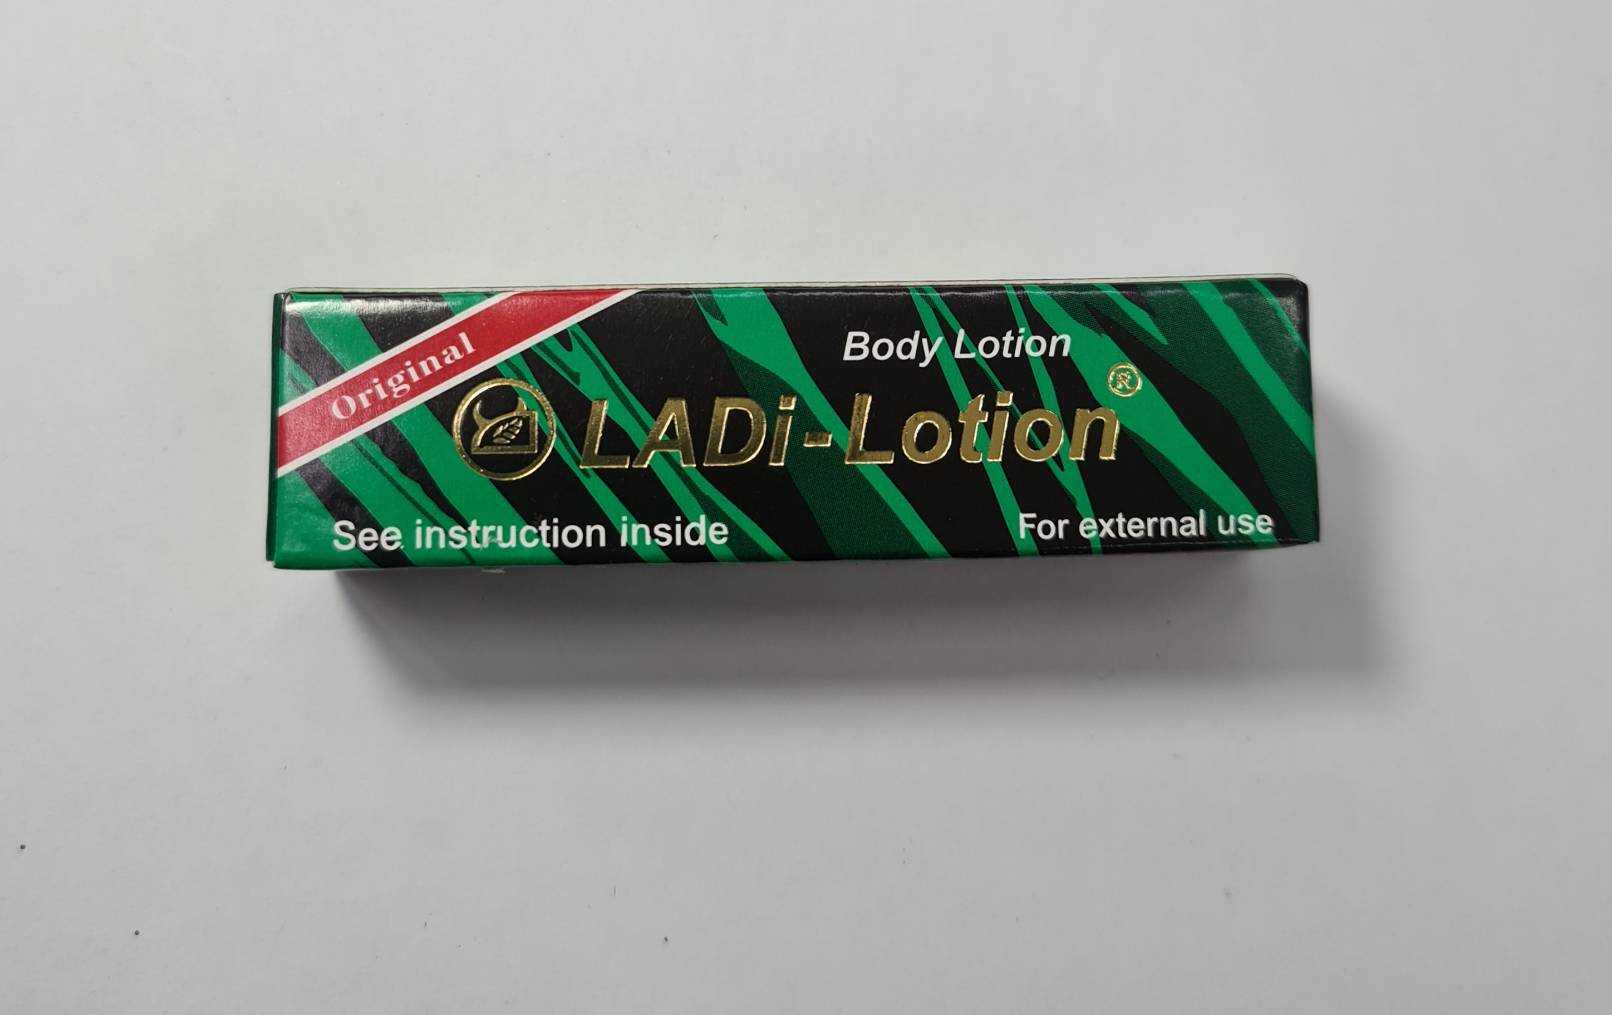 Original
Body Lotion
LADi-Lotion®
See instruction inside
For external use